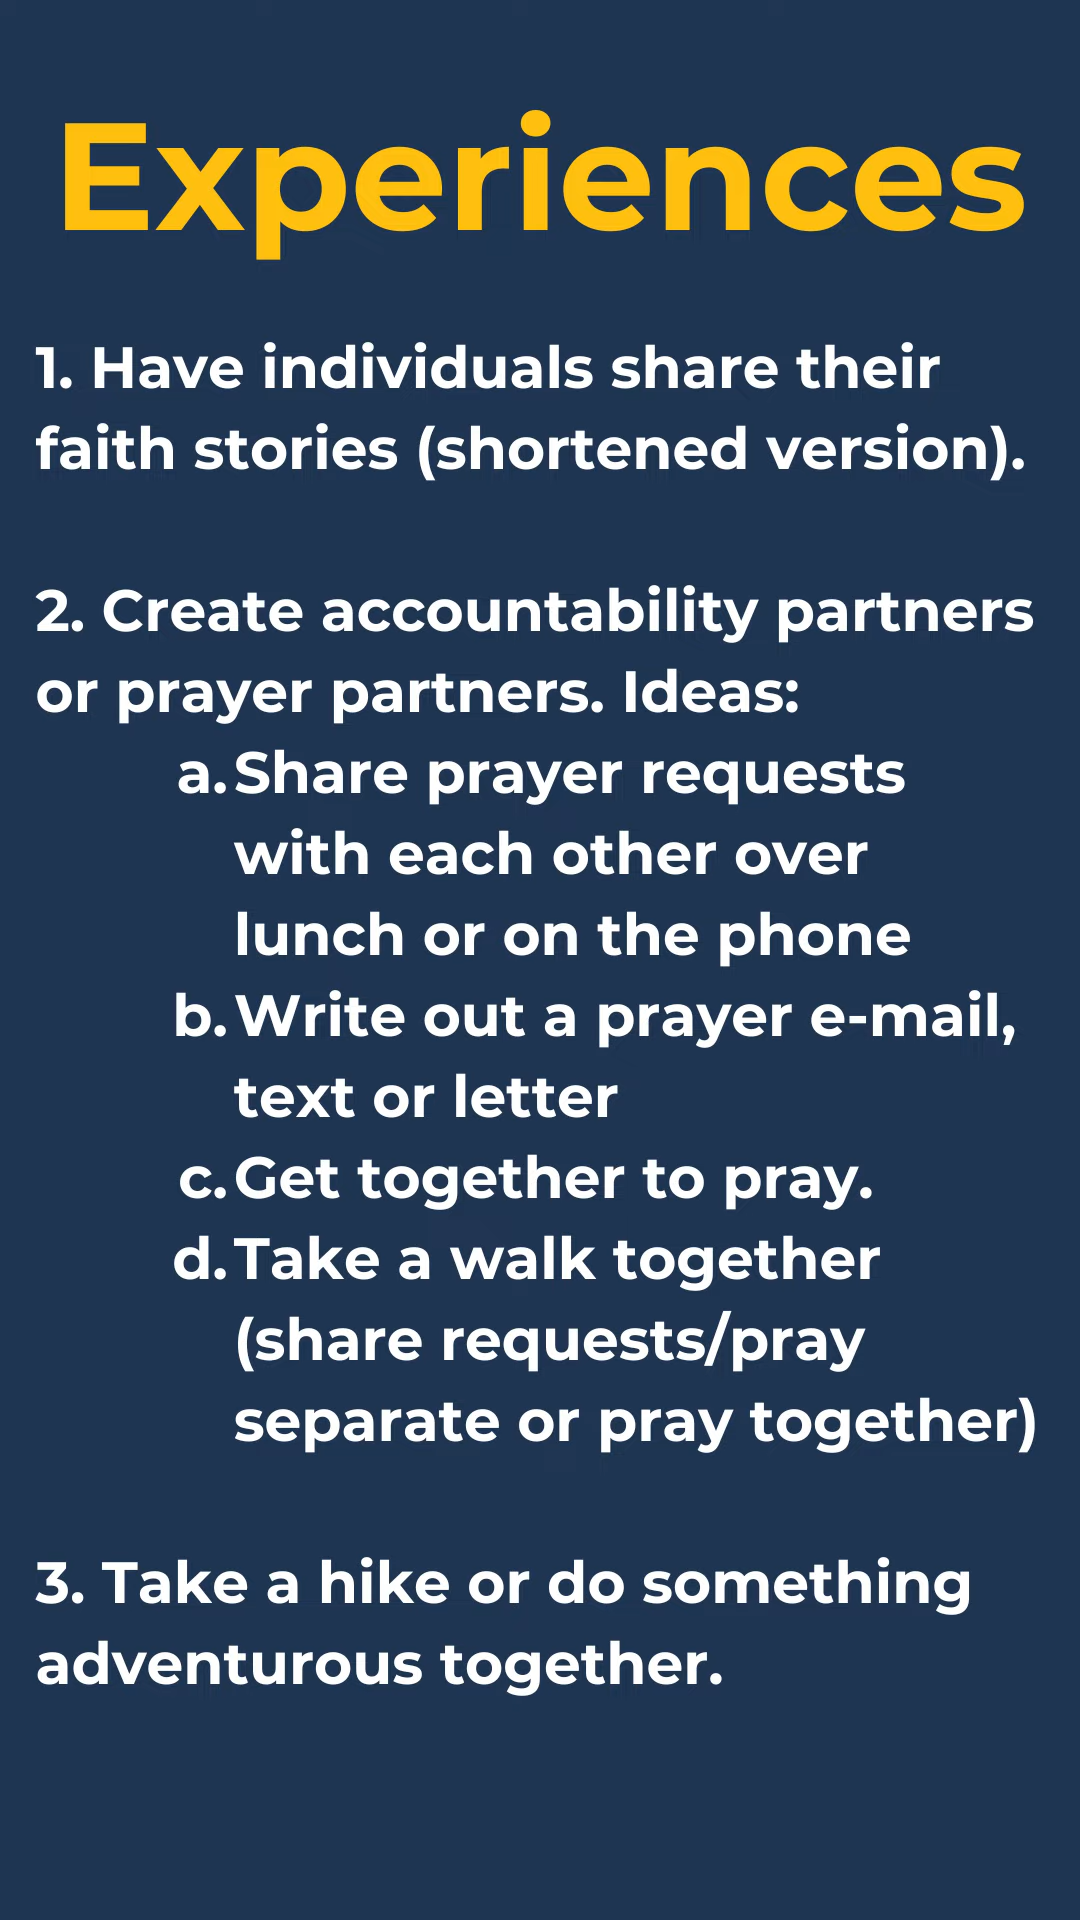 Experiences
1. Have individuals share their
faith stories (shortened version).
2. Create accountability partners
or prayer partners. Ideas:
a. Share prayer requests
with each other over
lunch or on the phone
b. Write out a prayer e-mail,
text or letter
c. Get together to pray.
d. Take a walk together
(share requests/pray
separate or pray together)
3. Take a hike or do something
adventurous together.